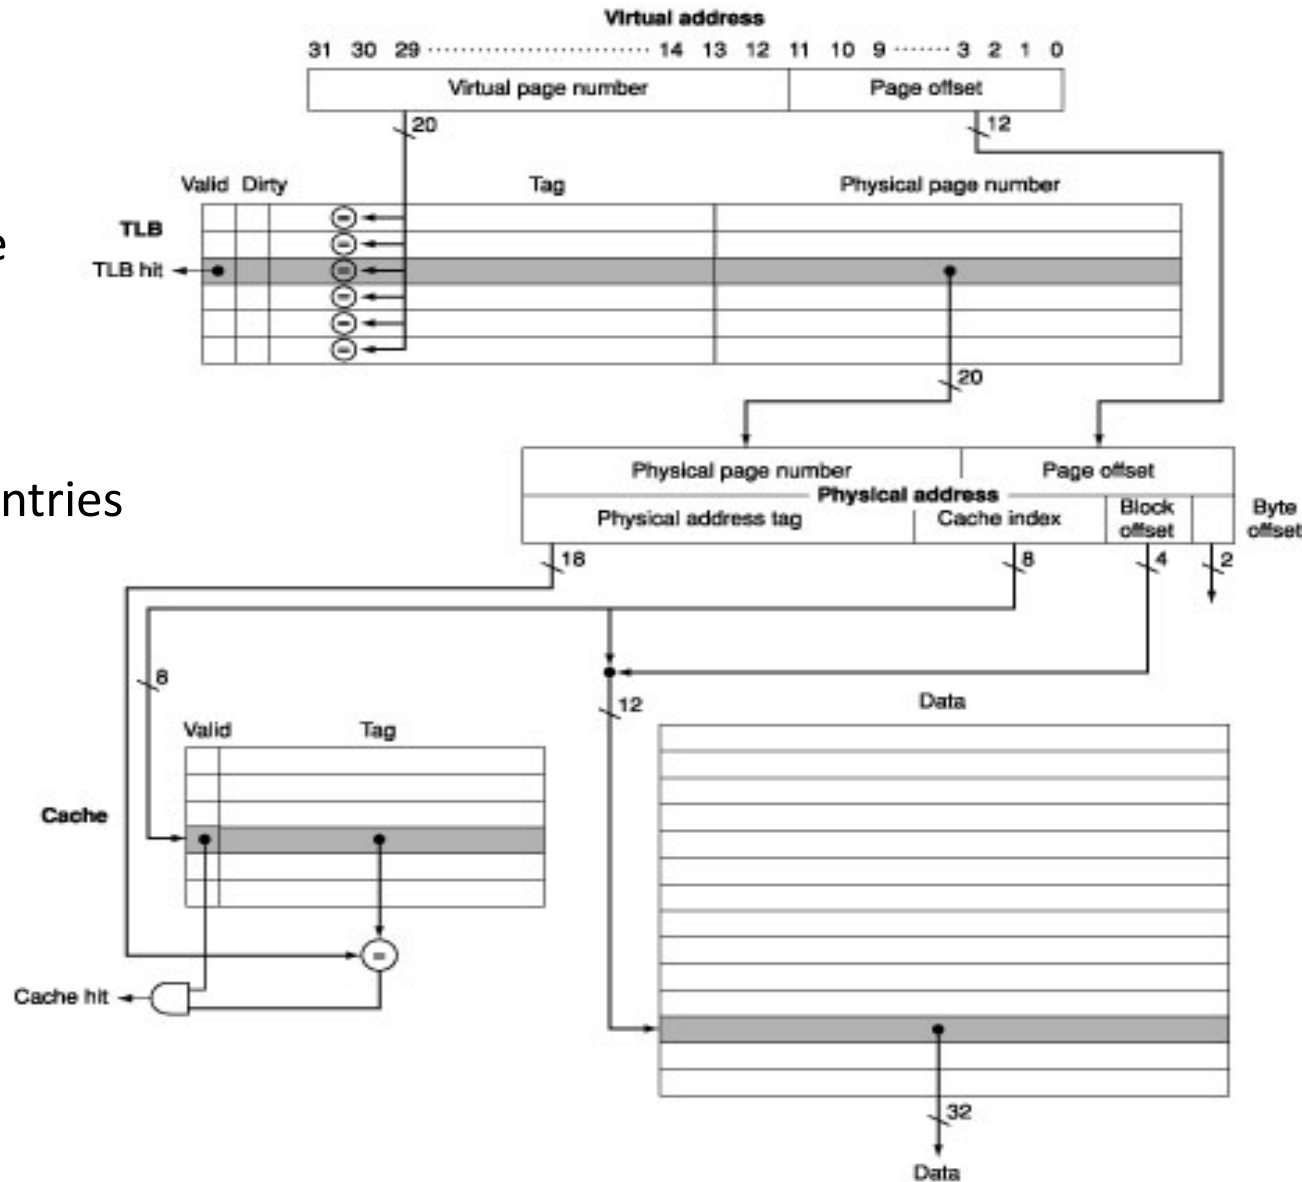 Virtual address
31 30 29 ·························· 14 13 12 11 10 9 ······· 3 2 1 0
Virtual page number Page offset
20 12
Valid Dirty Tag Physical page number
TLB
e
TLB hit
=
=
=
=
=
=
20
Physical page number Page offset
ntries
Physical address
Physical address tag Cache index Block offset Byte offset
18 8 4 2
8
12
Data
Valid Tag
Cache
=
Cache hit
32
Data